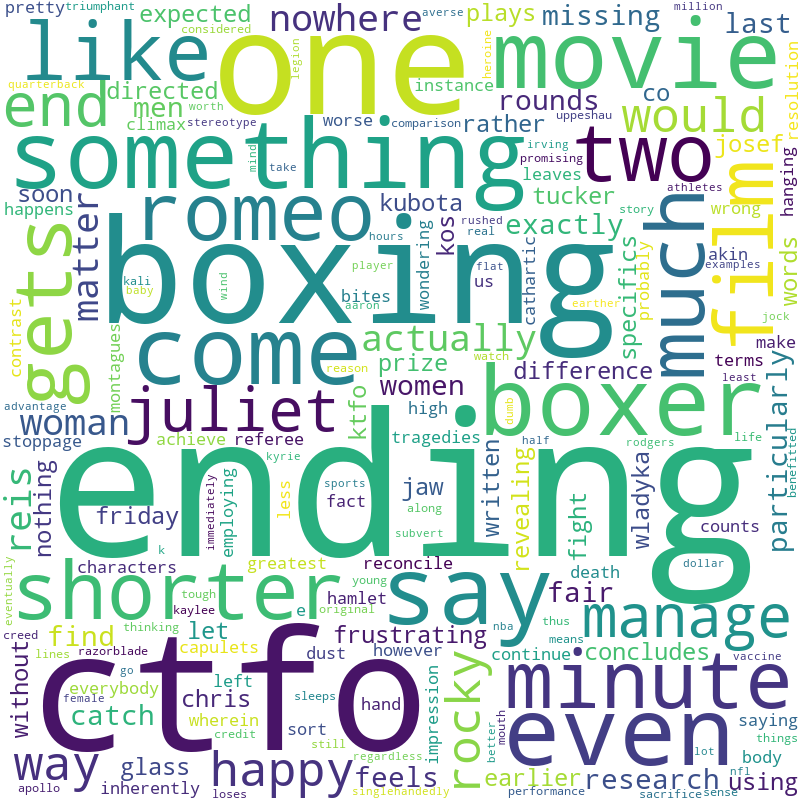 pretty
triumphant
expected
considered
nowhere
averse
plays
missing
million
last
like
one
movie
quarterback
legion
heroine
end
directed
men
climax
worth
stereotype
instance
rounds
co
would
resolution
worse
comparison
rather
uppeshau
josef
hanging
something
mind
take
irving
promising
two
leaves
athletes
film
soon
happens
romeo
kubota
kos
rushed
real
hours
tucker
story
exactly
wrong
much
gets
matter
boxing
wondering
cathartic
specifics
probably
akin
examples
words
kali
baby
wind
player
aaron
bites
us
flat
earther
jock
contrast
montagues
come
actually
reason
watch
prize
difference
terms
make
least
advantage
woman
juliet
women
high
ktfo
dumb
boxer
particularly
stoppage
achieve
referee
tragedies
half
rodgers
life
benefitted
reis
nothing
ending
kyrie
sports
jaw
written
revealing
fight
wladyka
counts
friday
immediately
employing
less
fact
along
subvert
k
characters
greatest
reconcile
death
dollar
eventually
shorter
tough
kaylee
young
original
e
hamlet
say
nba
thus
means
fair
manage
creed
razorblade
thinking
let
find
lines
capulets
dust
however
frustrating
continue
concludes
vaccine
without
female
go
everybody
chris
left
sleeps
hand
ctfo
impression
rocky
minute
catch
wherein
credit
sort
still
better
mouth
lot
nfl
even
saying
things
body
way
glass
happy
feels
earlier
research
using
apollo
inherently
loses
regardless
singlehandedly
performance
sacrifice
sense